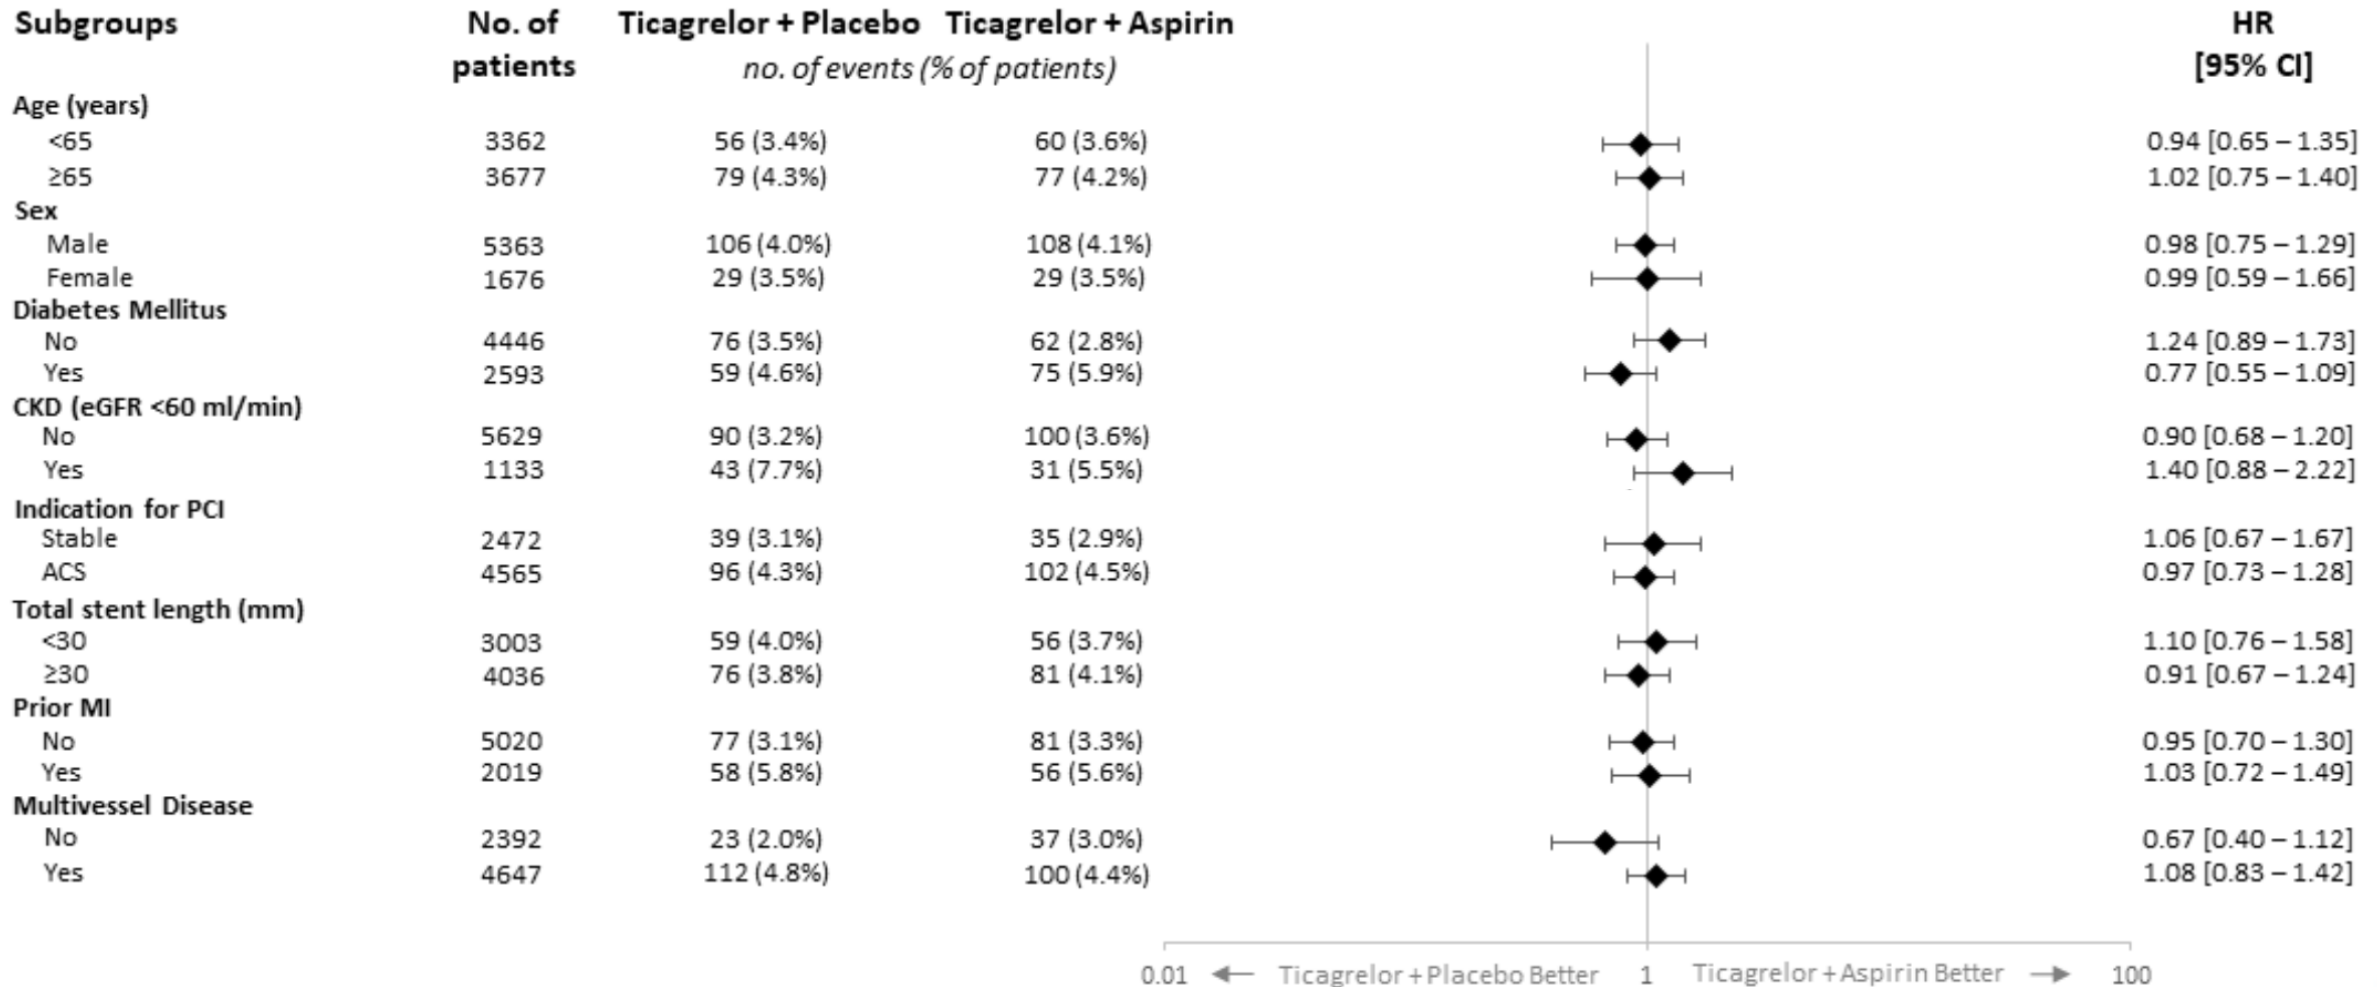 Subgroups No. of patients Ticagrelor + Placebo Ticagrelor + Aspirin HR [95% CI]
no. of events (% of patients)
Age (years)
<65 3362 56 (3.4%) 60 (3.6%) 0.94 [0.65 – 1.35]
≥65 3677 79 (4.3%) 77 (4.2%) 1.02 [0.75 – 1.40]
Sex
Male 5363 106 (4.0%) 108 (4.1%) 0.98 [0.75 – 1.29]
Female 1676 29 (3.5%) 29 (3.5%) 0.99 [0.59 – 1.66]
Diabetes Mellitus
No 4446 76 (3.5%) 62 (2.8%) 1.24 [0.89 – 1.73]
Yes 2593 59 (4.6%) 75 (5.9%) 0.77 [0.55 – 1.09]
CKD (eGFR <60 ml/min)
No 5629 90 (3.2%) 100 (3.6%) 0.90 [0.68 – 1.20]
Yes 1133 43 (7.7%) 31 (5.5%) 1.40 [0.88 – 2.22]
Indication for PCI
Stable 2472 39 (3.1%) 35 (2.9%) 1.06 [0.67 – 1.67]
ACS 4565 96 (4.3%) 102 (4.5%) 0.97 [0.73 – 1.28]
Total stent length (mm)
<30 3003 59 (4.0%) 56 (3.7%) 1.10 [0.76 – 1.58]
≥30 4036 76 (3.8%) 81 (4.1%) 0.91 [0.67 – 1.24]
Prior MI
No 5020 77 (3.1%) 81 (3.3%) 0.95 [0.70 – 1.30]
Yes 2019 58 (5.8%) 56 (5.6%) 1.03 [0.72 – 1.49]
Multivessel Disease
No 2392 23 (2.0%) 37 (3.0%) 0.67 [0.40 – 1.12]
Yes 4647 112 (4.8%) 100 (4.4%) 1.08 [0.83 – 1.42]
0.01 ← Ticagrelor + Placebo Better 1 Ticagrelor + Aspirin Better → 100